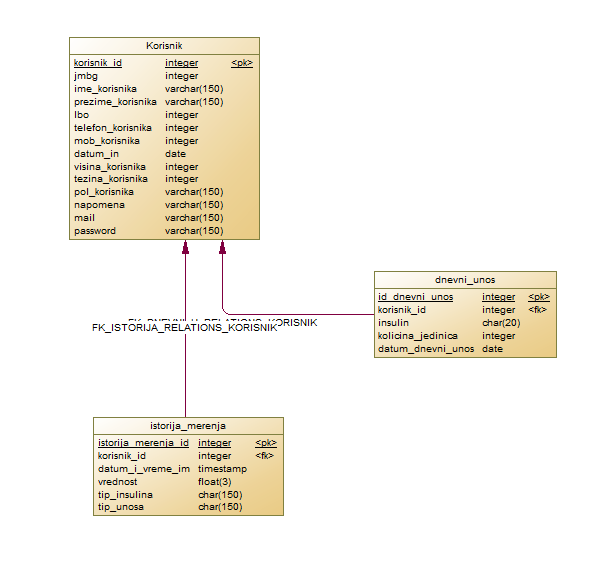 Korisnik
korisnik_id integer <pk>
jmbg integer
ime_korisnika varchar(150)
prezime_korisnika varchar(150)
lbo integer
telefon_korisnika integer
mob_korisnika integer
datum_in date
visina_korisnika integer
tezina_korisnika integer
pol_korisnika varchar(150)
napomena varchar(150)
mail varchar(150)
password varchar(150)
dnevni_unos
id_dnevni_unos integer <pk>
korisnik_id integer <fk>
insulin char(20)
kolicina_jedinica integer
datum_dnevni_unos date
FK_ISTORIJA_RELATIONS_KORISNIK
istorija_merenja
istorija_merenja_id integer <pk>
korisnik_id integer <fk>
datum_i_vreme_im timestamp
vrednost float(3)
tip_insulina char(150)
tip_unosa char(150)